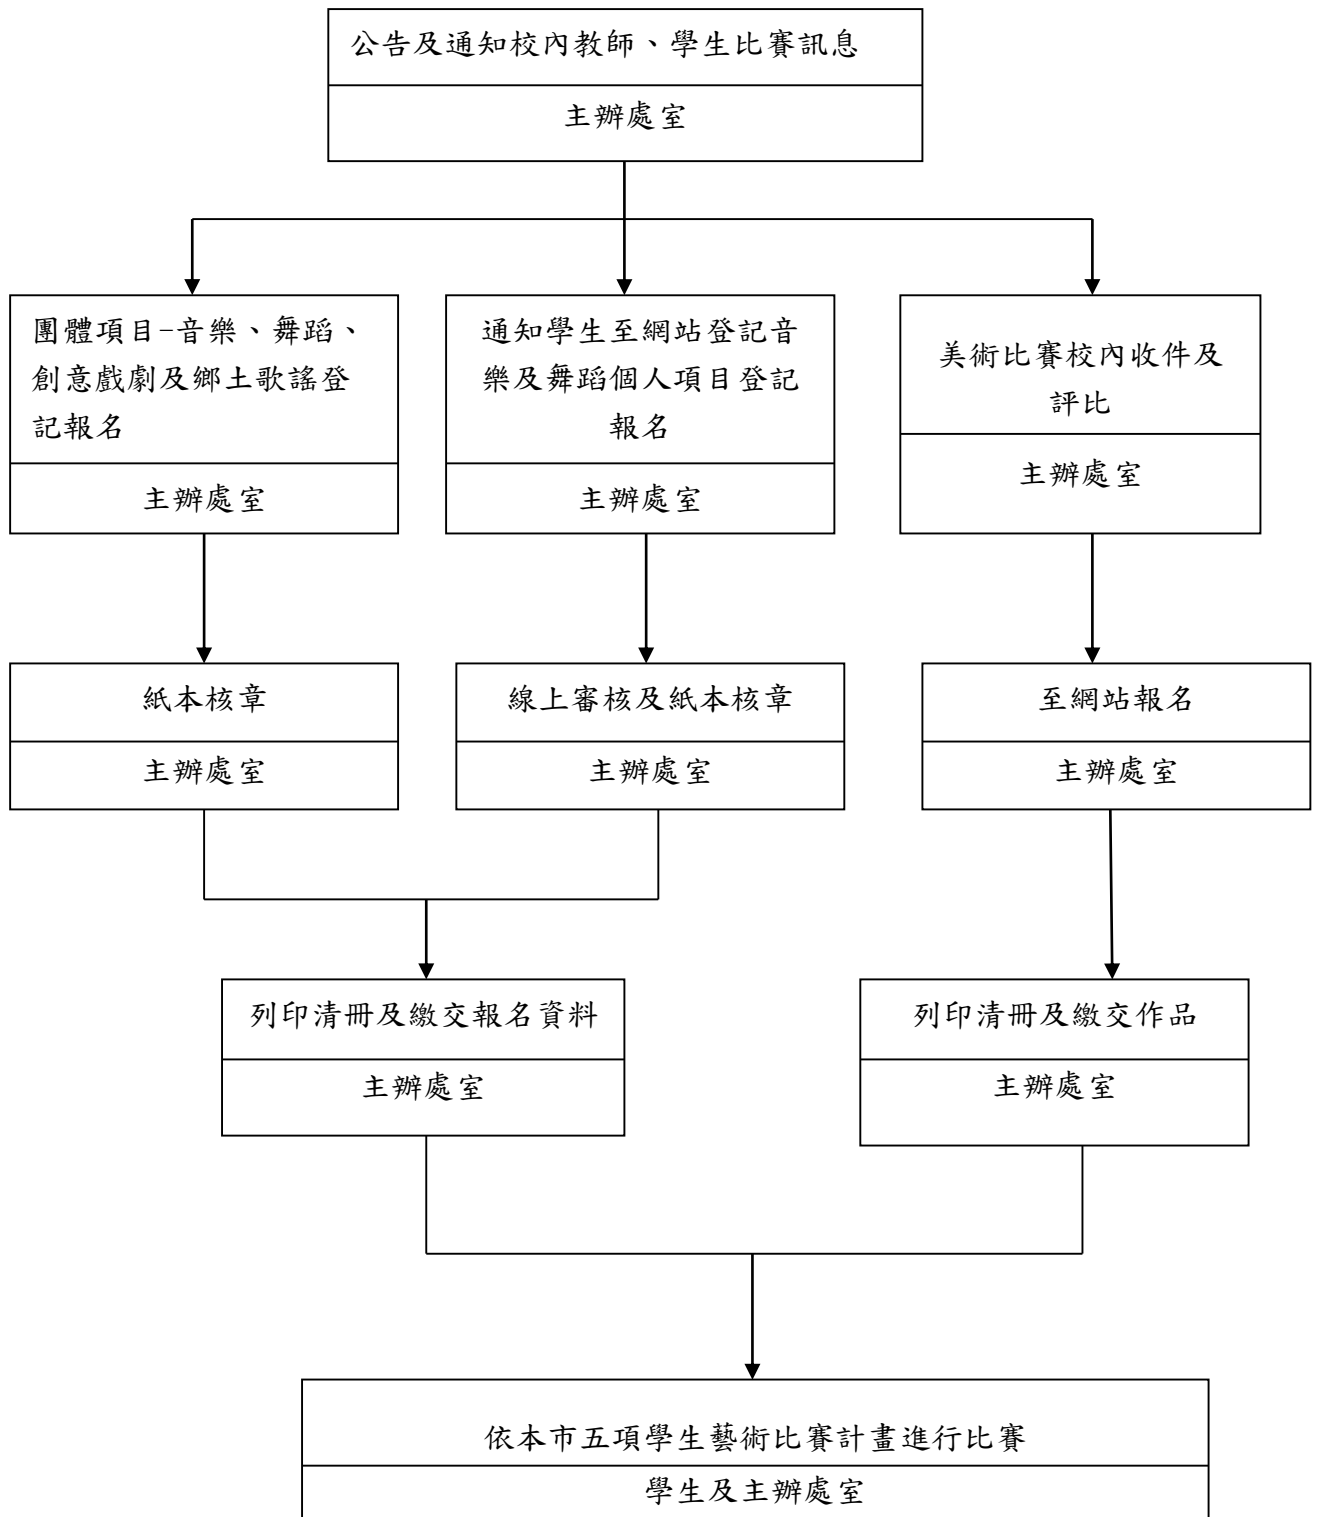 公告及通知校內教師、學生比賽訊息
主辦處室
團體項目-音樂、舞蹈、
創意戲劇及鄉土歌謠登
記報名
主辦處室
通知學生至網站登記音
樂及舞蹈個人項目登記
報名
主辦處室
美術比賽校內收件及
評比
主辦處室
紙本核章
主辦處室
線上審核及紙本核章
主辦處室
至網站報名
主辦處室
列印清冊及繳交報名資料
主辦處室
列印清冊及繳交作品
主辦處室
依本市五項學生藝術比賽計畫進行比賽
學生及主辦處室